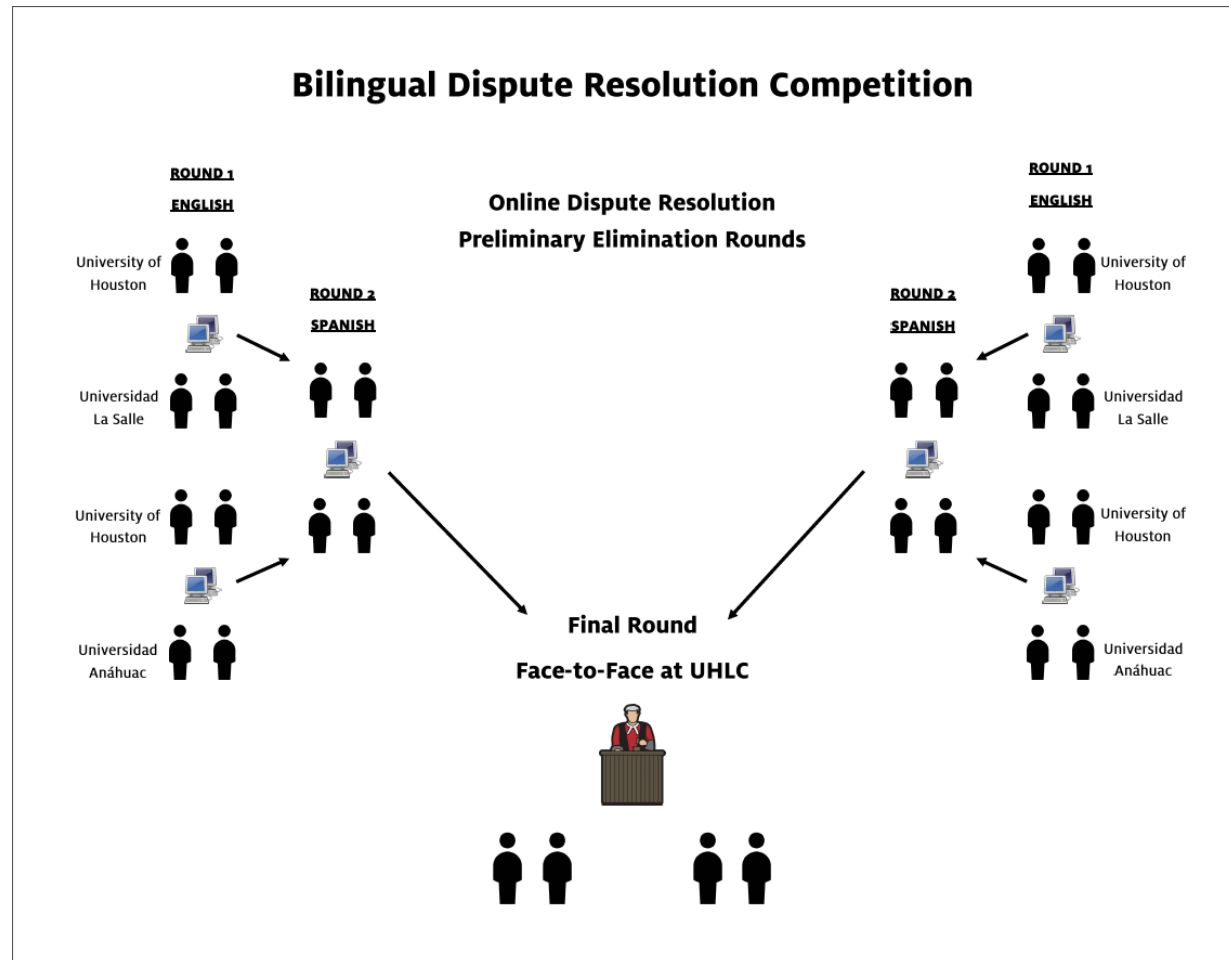 Bilingual Dispute Resolution Competition
ROUND 1
ENGLISH
University of
Houston
Universidad
La Salle
University of
Houston
Universidad
Anáhuac
ROUND 2
SPANISH
Online Dispute Resolution
Preliminary Elimination Rounds
ROUND 2
SPANISH
ROUND 1
ENGLISH
University of
Houston
Universidad
La Salle
University of
Houston
Universidad
Anáhuac
Final Round
Face-to-Face at UHLC